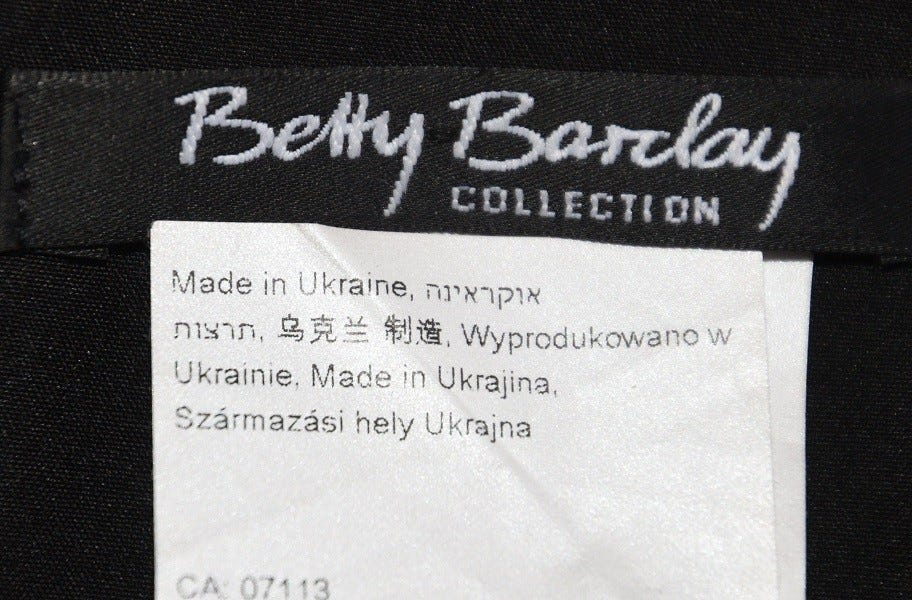 Betty Barclay
COLLECTION
Made in Ukraine, אוקראינה
תרצות, 乌克兰 制造, Wyprodukowano w
Ukrainie, Made in Ukrajina,
Származási hely Ukrajna
CA: 07113